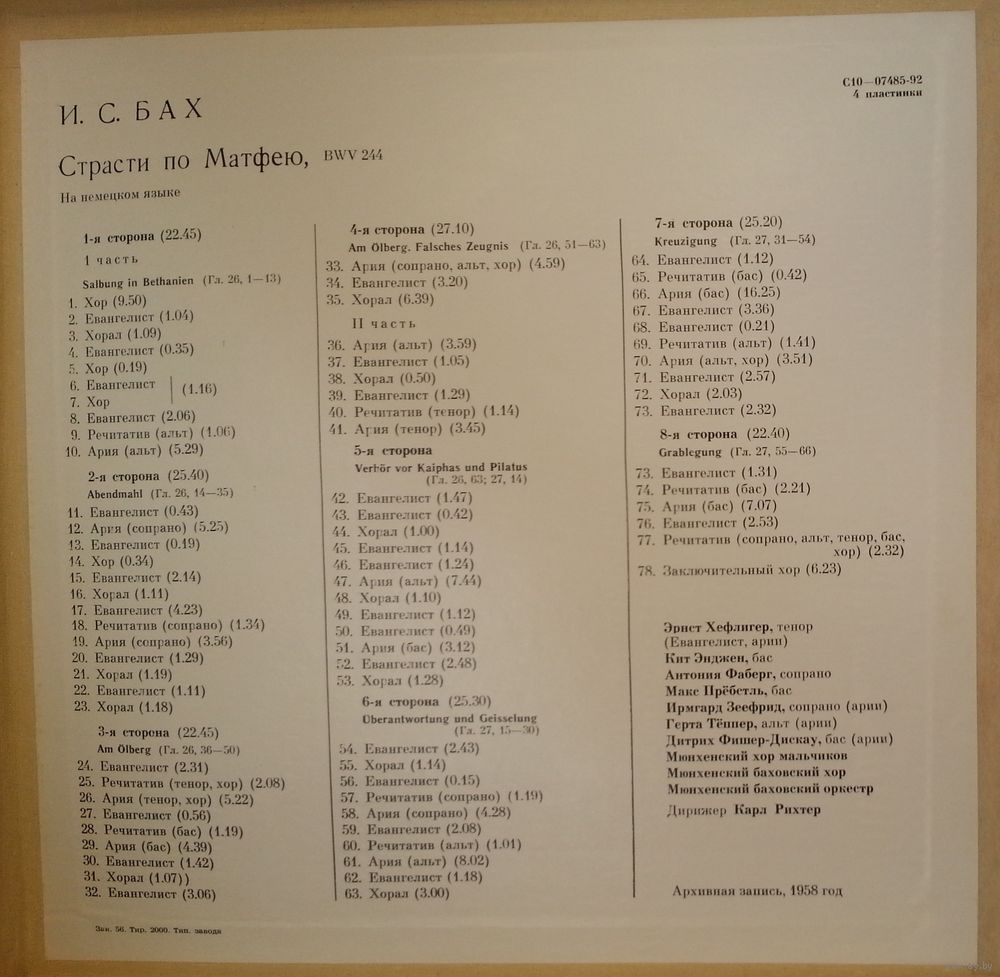 С10—07485-92
4 пластинки
И. С. БАХ
Страсти по Матфею, BWV 244
На немецком языке
1-я сторона (22.45)
I часть
Salbung in Bethanien (Гл. 26, 1—13)
1. Хор (9.50)
2. Евангелист (1.04)
3. Хорал (1.09)
4. Евангелист (0.35)
5. Хор (0.19)
6. Евангелист
(1.16)
7. Хор
8. Евангелист (2.06)
9. Речитатив (альт) (1.06)
10. Ария (альт) (5.29)
2-я сторона (25.40)
Abendmahl (Гл. 26, 14—35)
11. Евангелист (0.43)
12. Ария (сопрано) (5.25)
13. Евангелист (0.19)
14. Хор (0.34)
15. Евангелист (2.14)
16. Хорал (1.11)
17. Евангелист (4.23)
18. Речитатив (сопрано) (1.34)
19. Ария (сопрано) (3.56)
20. Евангелист (1.29)
21. Хорал (1.19)
22. Евангелист (1.11)
23. Хорал (1.18)
3-я сторона (22.45)
Am Ölberg (Гл. 26, 36—50)
24. Евангелист (2.31)
25. Речитатив (тенор, хор) (2.08)
26. Ария (тенор, хор) (5.22)
27. Евангелист (0.56)
28. Речитатив (бас) (1.19)
29. Ария (бас) (4.39)
30. Евангелист (1.42)
31. Хорал (1.07))
32. Евангелист (3.06)
4-я сторона (27.10)
Am Ölberg. Falsches Zeugnis (Гл. 26, 51—63)
33. Ария (сопрано, альт, хор) (4.59)
34. Евангелист (3.20)
35. Хорал (6.39)
II часть
36. Ария (альт) (3.59)
37. Евангелист (1.05)
38. Хорал (0.50)
39. Евангелист (1.29)
40. Речитатив (тенор) (1.14)
41. Ария (тенор) (3.45)
5-я сторона
Verhör vor Kaiphas und Pilatus
(Гл. 26, 63; 27, 14)
42. Евангелист (1.47)
43. Евангелист (0.42)
44. Хорал (1.00)
45. Евангелист (1.14)
46. Евангелист (1.24)
47. Ария (альт) (7.44)
48. Хорал (1.10)
49. Евангелист (1.12)
50. Евангелист (0.49)
51. Ария (бас) (3.12)
52. Евангелист (2.48)
53. Хорал (1.28)
6-я сторона (25.30)
Überantwortung und Geisselung
(Гл. 27, 15—30)
54. Евангелист (2.43)
55. Хорал (1.14)
56. Евангелист (0.15)
57. Речитатив (сопрано) (1.19)
58. Ария (сопрано) (4.28)
59. Евангелист (2.08)
60. Речитатив (альт) (1.01)
61. Ария (альт) (8.02)
62. Евангелист (1.18)
63. Хорал (3.00)
7-я сторона (25.20)
Kreuzigung (Гл. 27, 31—54)
64. Евангелист (1.12)
65. Речитатив (бас) (0.42)
66. Ария (бас) (16.25)
67. Евангелист (3.36)
68. Евангелист (0.21)
69. Речитатив (альт) (1.41)
70. Ария (альт, хор) (3.51)
71. Евангелист (2.57)
72. Хорал (2.03)
73. Евангелист (2.32)
8-я сторона (22.40)
Grablegung (Гл. 27, 55—66)
73. Евангелист (1.31)
74. Речитатив (бас) (2.21)
75. Ария (бас) (7.07)
76. Евангелист (2.53)
77. Речитатив (сопрано, альт, тенор, бас,
хор) (2.32)
78. Заключительный хор (6.23)
Эрнст Хефлигер, тенор
(Евангелист, арии)
Кит Энджен, бас
Антония Фаберг, сопрано
Макс Прёбстль, бас
Ирмгард Зеефрид, сопрано (арии)
Герта Тёппер, альт (арии)
Дитрих Фишер-Дискау, бас (арии)
Мюнхенский хор мальчиков
Мюнхенский баховский хор
Мюнхенский баховский оркестр
Дирижер Карл Рихтер
Архивная запись, 1958 год
Зак. 56. Тир. 2000. Тип. завода